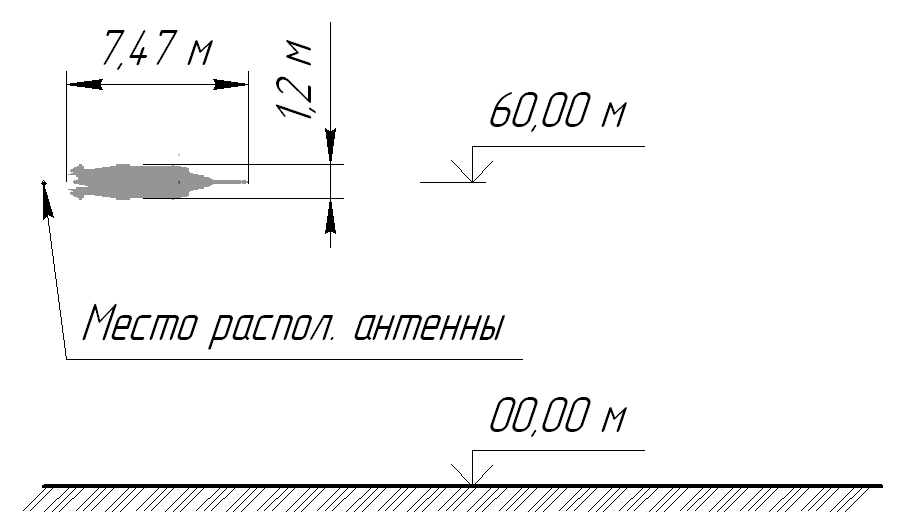 7,47 м
1,2 м
60,00 м
Место распол. антенны
00,00 м